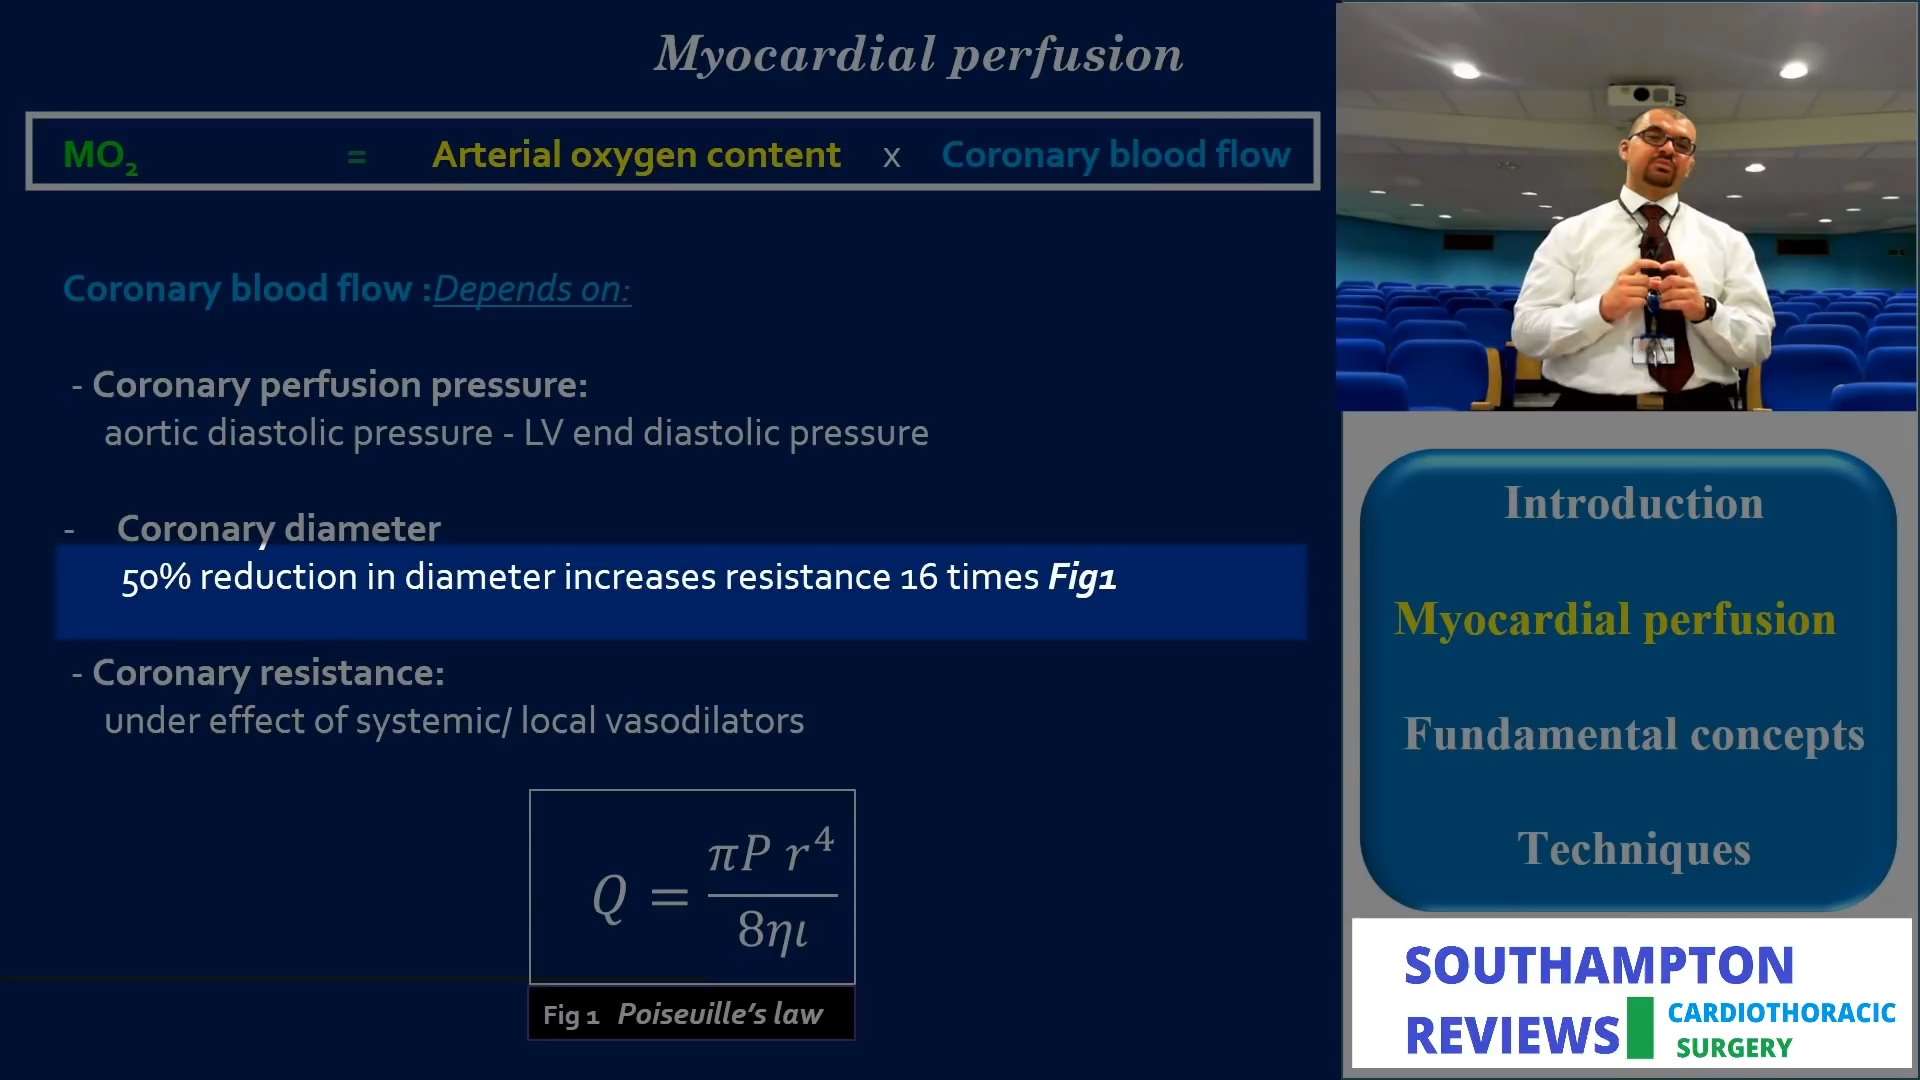 Myocardial perfusion
MO₂ = Arterial oxygen content x Coronary blood flow
Coronary blood flow :Depends on:
- Coronary perfusion pressure:
aortic diastolic pressure - LV end diastolic pressure
- Coronary diameter
50% reduction in diameter increases resistance 16 times Fig1
- Coronary resistance:
under effect of systemic/ local vasodilators
Q = πP r⁴ / 8ηι
Fig 1 Poiseville’s law
Introduction
Myocardial perfusion
Fundamental concepts
Techniques
SOUTHAMPTON
REVIEWS
CARDIOTHORACIC
SURGERY